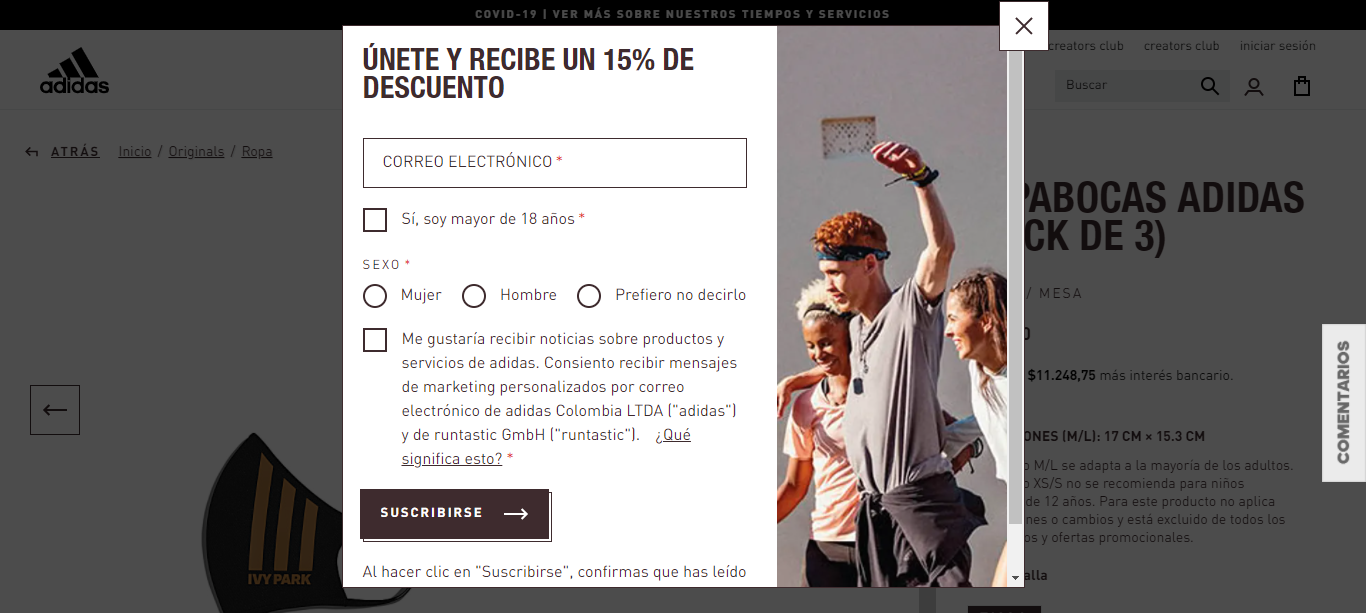 COVID-19 | VER MÁS SOBRE NUESTROS TIEMPOS Y SERVICIOS
creators club creators club iniciar sesión
adidas
Buscar
ATRÁS Inicio / Originals / Ropa
ÚNETE Y RECIBE UN 15% DE
DESCUENTO
CORREO ELECTRÓNICO *
Sí, soy mayor de 18 años *
SEXO *
Mujer Hombre Prefiero no decirlo
Me gustaría recibir noticias sobre productos y
servicios de adidas. Consiento recibir mensajes
de marketing personalizados por correo
electrónico de adidas Colombia LTDA ("adidas")
y de runtastic GmbH ("runtastic"). ¿Qué
significa esto? *
SUSCRIBIRSE
Al hacer clic en "Suscribirse", confirmas que has leído
PABOCAS ADIDAS
CK DE 3)
/ MESA
$11.248,75 más interés bancario.
ONES (M/L): 17 CM × 15.3 CM
o M/L se adapta a la mayoría de los adultos.
o XS/S no se recomienda para niños
de 12 años. Para este producto no aplica
nes o cambios y está excluido de todos los
os y ofertas promocionales.
alla
COMENTARIOS
IVY PARK